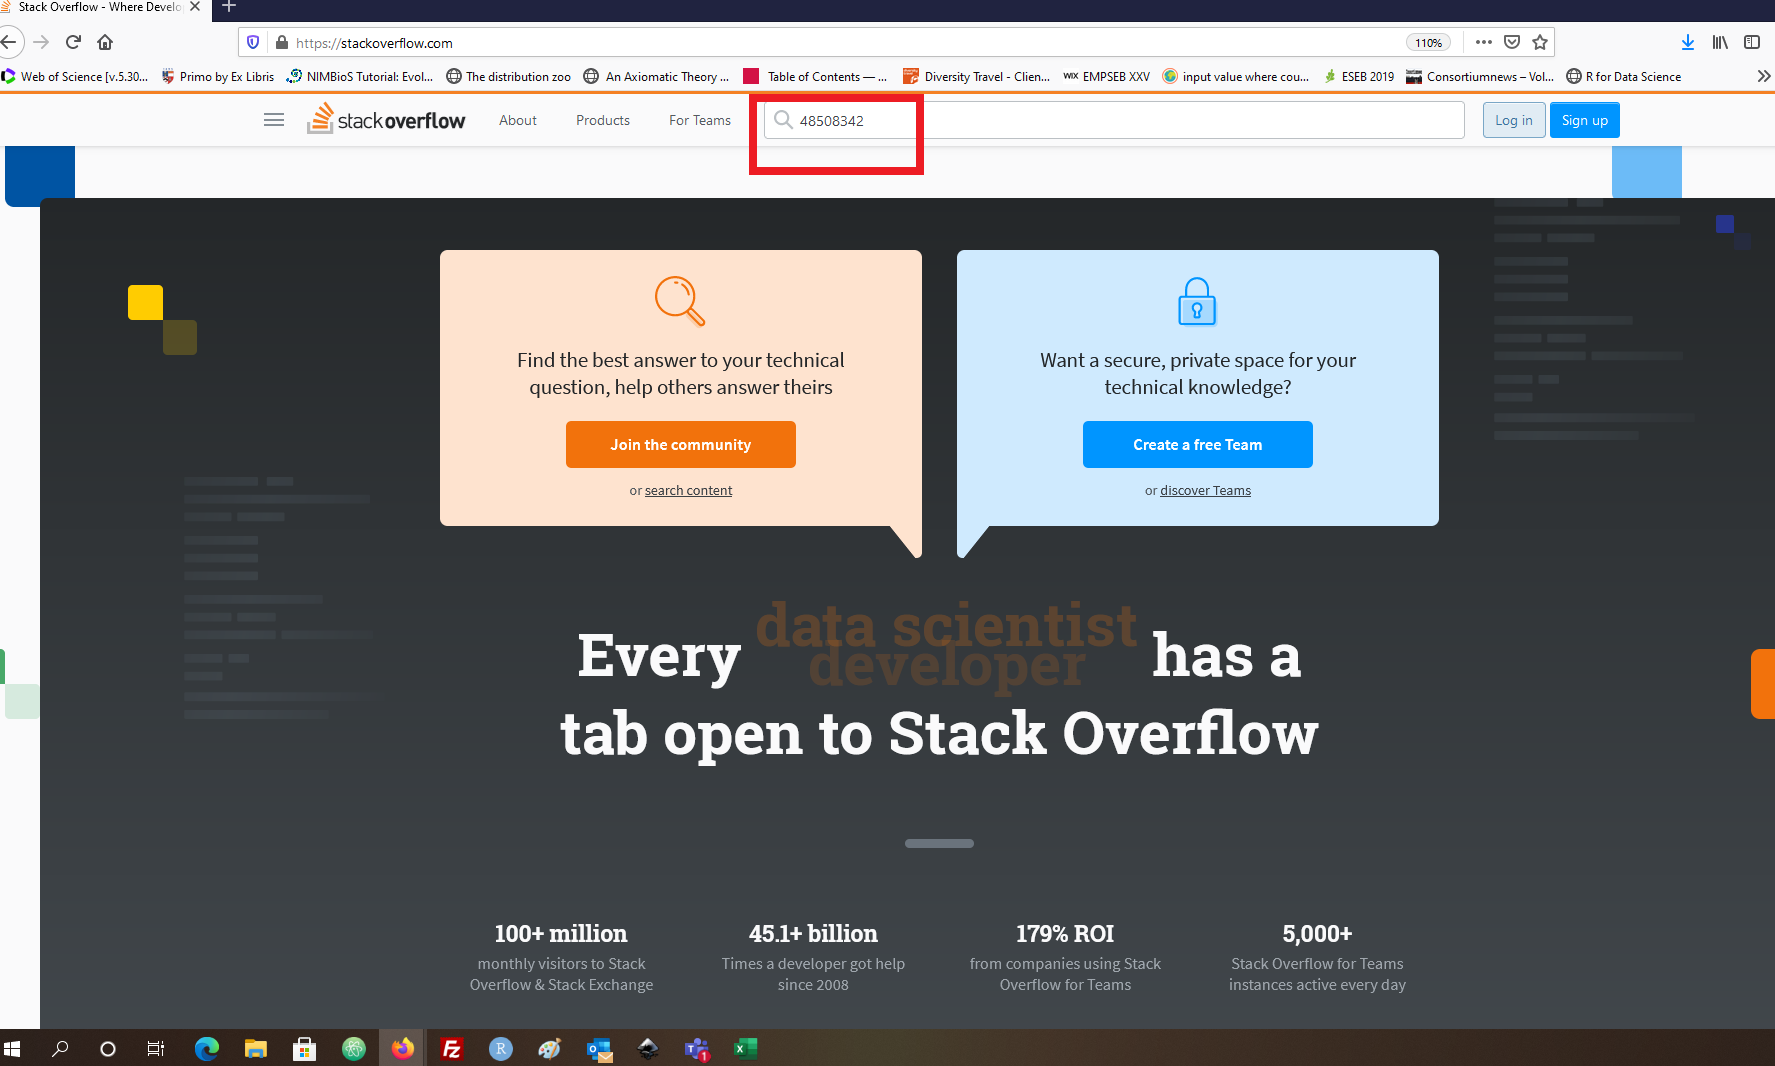 Stack Overflow - Where Develo
https://stackoverflow.com
110%
Web of Science [v.5.30...
Primo by Ex Libris
NIMBioS Tutorial: Evol...
The distribution zoo
An Axiomatic Theory ...
Table of Contents — ...
Diversity Travel - Clien...
WIX EMPSEB XXV
input value where cou...
ESEB 2019
Consortiumnews – Vol...
R for Data Science
stack overflow
About
Products
For Teams
48508342
Log in
Sign up
Find the best answer to your technical
question, help others answer theirs
Join the community
or search content
Want a secure, private space for your
technical knowledge?
Create a free Team
or discover Teams
data scientist
developer
Every has a
tab open to Stack Overflow
100+ million
monthly visitors to Stack
Overflow & Stack Exchange
45.1+ billion
Times a developer got help
since 2008
179% ROI
from companies using Stack
Overflow for Teams
5,000+
Stack Overflow for Teams
instances active every day
Fz
R
1